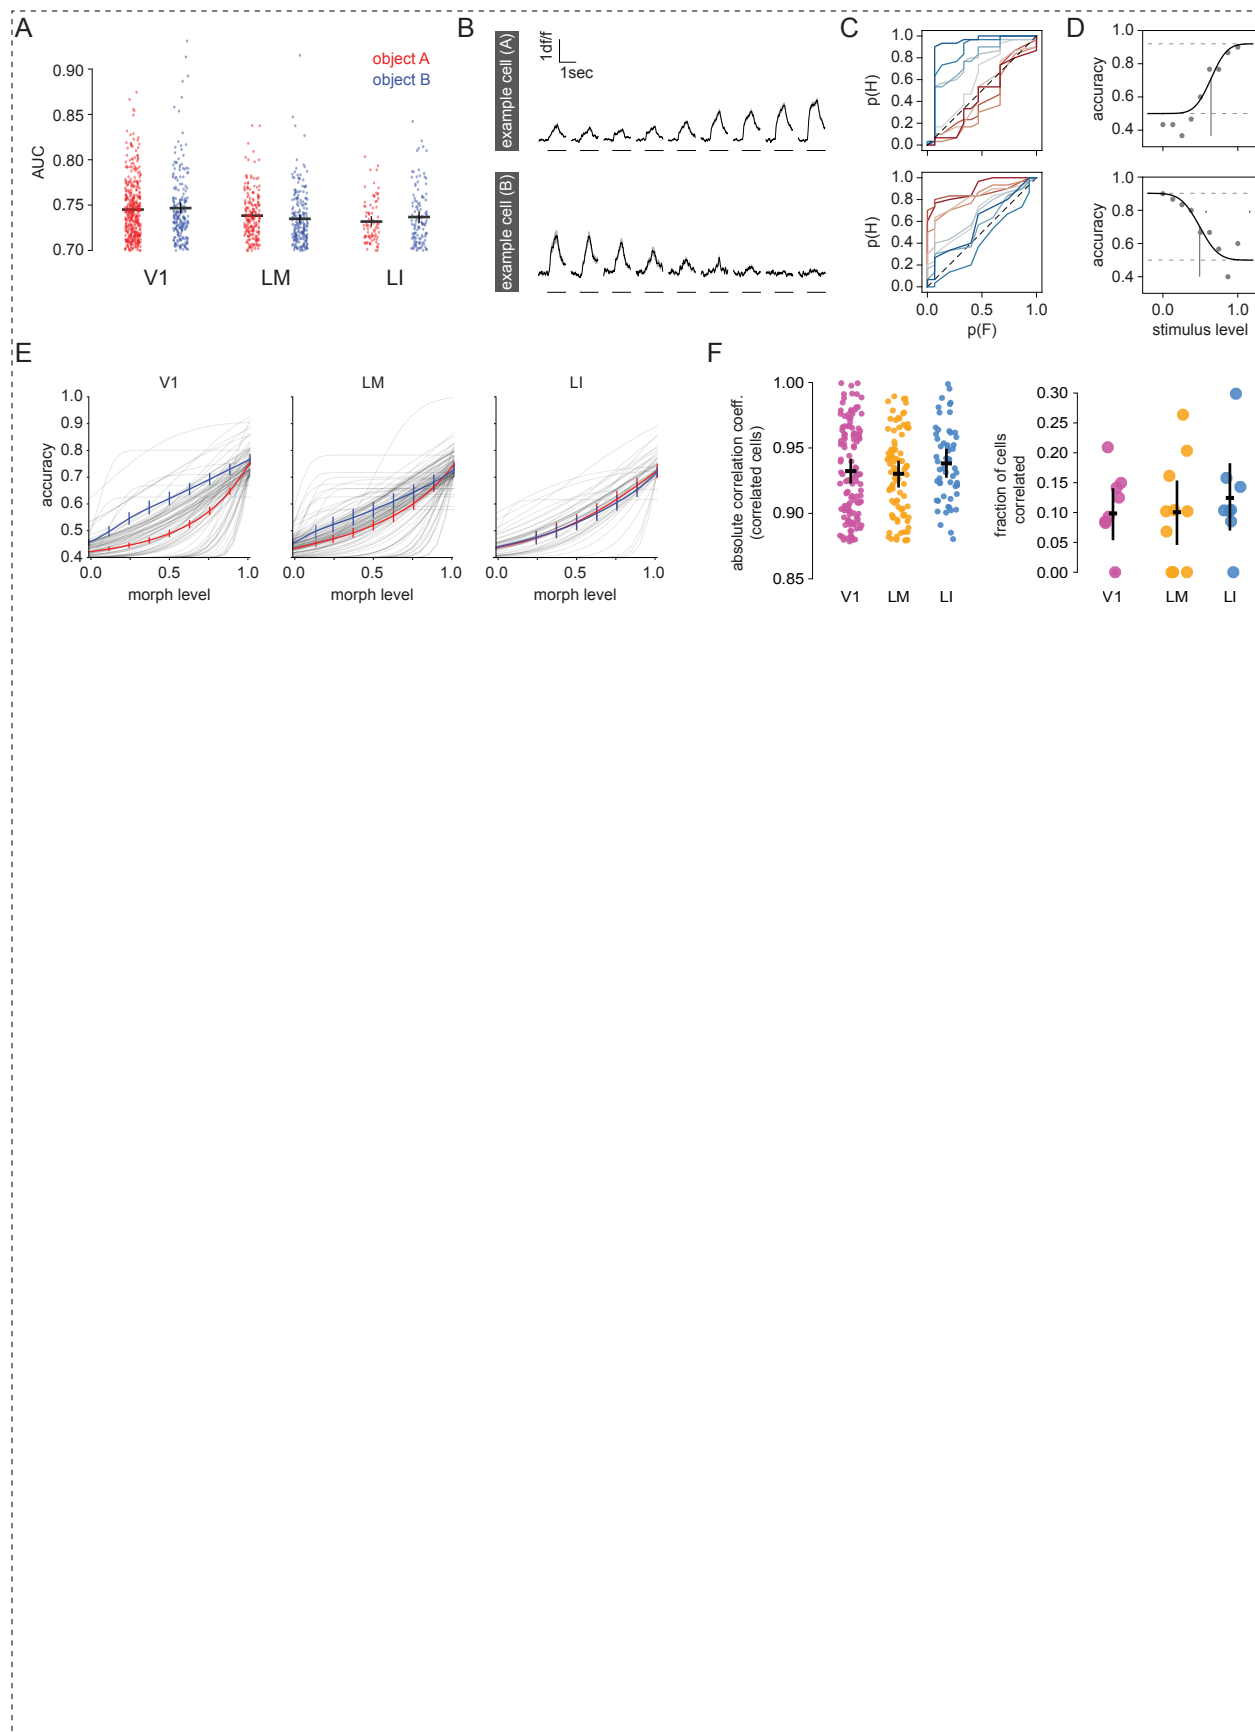 A
object A
object B
0.90
0.85
0.80
0.75
0.70
AUC
V1
LM
LI
B
example cell (A)
1df/f
1sec
example cell (B)
C
1.0
0.8
0.6
0.4
0.2
0.0
p(H)
1.0
0.8
0.6
0.4
0.2
0.0
p(H)
0.0
0.5
1.0
p(F)
D
1.0
0.8
0.6
0.4
accuracy
1.0
0.8
0.6
0.4
accuracy
0.0
1.0
stimulus level
E
V1
LM
LI
1.0
0.9
0.8
0.7
0.6
0.5
0.4
accuracy
0.0
0.5
1.0
0.0
0.5
1.0
0.0
0.5
1.0
morph level
morph level
morph level
F
1.00
0.95
0.90
0.85
absolute correlation coeff.
(correlated cells)
V1
LM
LI
0.30
0.25
0.20
0.15
0.10
0.05
0.00
fraction of cells
correlated
V1
LM
LI